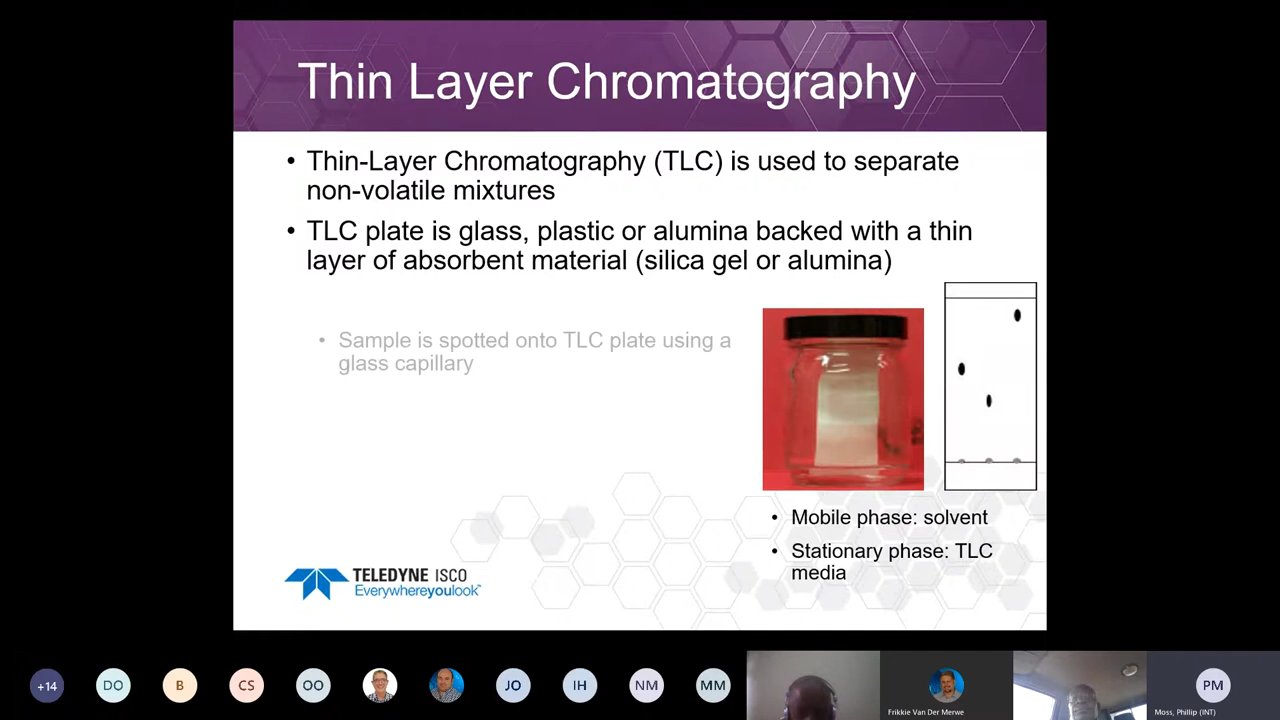 Thin Layer Chromatography
• Thin-Layer Chromatography (TLC) is used to separate
non-volatile mixtures
• TLC plate is glass, plastic or alumina backed with a thin
layer of absorbent material (silica gel or alumina)
• Sample is spotted onto TLC plate using a
glass capillary
• Mobile phase: solvent
• Stationary phase: TLC
media
TELEDYNE ISCO
Everywhereyoulook™
+14
DO
B
CS
OO
JO
IH
NM
MM
Frikkie Van Der Merwe
PM
Moss, Phillip (INT)